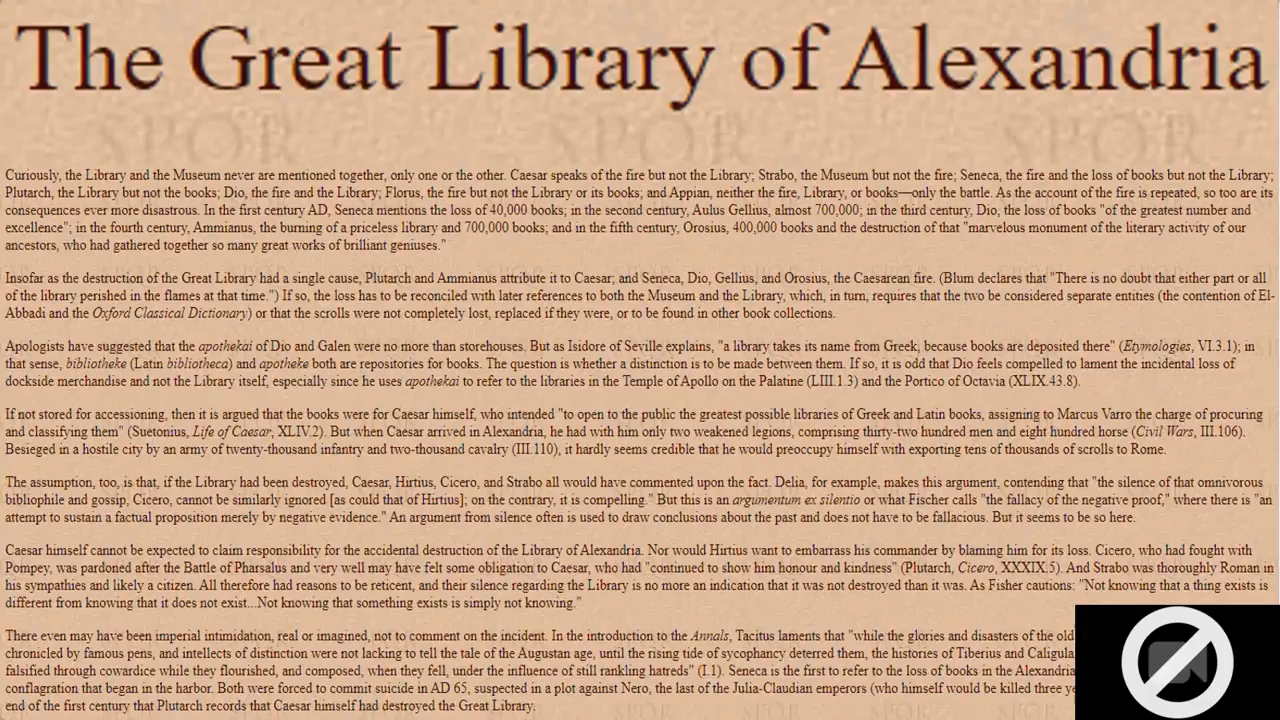 The Great Library of Alexandria
SPQR SPQR SPQR
Curiously, the Library and the Museum never are mentioned together, only one or the other. Caesar speaks of the fire but not the Library; Strabo, the Museum but not the fire; Seneca, the fire and the loss of books but not the Library;
Plutarch, the Library but not the books; Dio, the fire and the Library; Florus, the fire but not the Library or its books; and Appian, neither the fire, Library, or books—only the battle. As the account of the fire is repeated, so too are its
consequences ever more disastrous. In the first century AD, Seneca mentions the loss of 40,000 books; in the second century, Aulus Gellius, almost 700,000; in the third century, Dio, the loss of books "of the greatest number and
excellence"; in the fourth century, Ammianus, the burning of a priceless library and 700,000 books; and in the fifth century, Orosius, 400,000 books and the destruction of that "marvelous monument of the literary activity of our
ancestors, who had gathered together so many great works of brilliant geniuses."
Insofar as the destruction of the Great Library had a single cause, Plutarch and Ammianus attribute it to Caesar; and Seneca, Dio, Gellius, and Orosius, the Caesarean fire. (Blum declares that "There is no doubt that either part or all
of the library perished in the flames at that time.") If so, the loss has to be reconciled with later references to both the Museum and the Library, which, in turn, requires that the two be considered separate entities (the contention of El-
Abbadi and the Oxford Classical Dictionary) or that the scrolls were not completely lost, replaced if they were, or to be found in other book collections.
Apologists have suggested that the apothekai of Dio and Galen were no more than storehouses. But as Isidore of Seville explains, "a library takes its name from Greek, because books are deposited there" (Etymologies, VI.3.1); in
that sense, bibliotheke (Latin bibliotheca) and apotheke both are repositories for books. The question is whether a distinction is to be made between them. If so, it is odd that Dio feels compelled to lament the incidental loss of
dockside merchandise and not the Library itself, especially since he uses apothekai to refer to the libraries in the Temple of Apollo on the Palatine (LIII.1.3) and the Portico of Octavia (XLIX.43.8).
If not stored for accessioning, then it is argued that the books were for Caesar himself, who intended "to open to the public the greatest possible libraries of Greek and Latin books, assigning to Marcus Varro the charge of procuring
and classifying them" (Suetonius, Life of Caesar, XLIV.2). But when Caesar arrived in Alexandria, he had with him only two weakened legions, comprising thirty-two hundred men and eight hundred horse (Civil Wars, III.106).
Besieged in a hostile city by an army of twenty-thousand infantry and two-thousand cavalry (III.110), it hardly seems credible that he would preoccupy himself with exporting tens of thousands of scrolls to Rome.
The assumption, too, is that, if the Library had been destroyed, Caesar, Hirtius, Cicero, and Strabo all would have commented upon the fact. Delia, for example, makes this argument, contending that "the silence of that omnivorous
bibliophile and gossip, Cicero, cannot be similarly ignored [as could that of Hirtius]; on the contrary, it is compelling." But this is an argumentum ex silentio or what Fischer calls "the fallacy of the negative proof," where there is "an
attempt to sustain a factual proposition merely by negative evidence." An argument from silence often is used to draw conclusions about the past and does not have to be fallacious. But it seems to be so here.
Caesar himself cannot be expected to claim responsibility for the accidental destruction of the Library of Alexandria. Nor would Hirtius want to embarrass his commander by blaming him for its loss. Cicero, who had fought with
Pompey, was pardoned after the Battle of Pharsalus and very well may have felt some obligation to Caesar, who had "continued to show him honour and kindness" (Plutarch, Cicero, XXXIX.5). And Strabo was thoroughly Roman in
his sympathies and likely a citizen. All therefore had reasons to be reticent, and their silence regarding the Library is no more an indication that it was not destroyed than it was. As Fisher cautions: "Not knowing that a thing exists is
different from knowing that it does not exist...Not knowing that something exists is simply not knowing."
There even may have been imperial intimidation, real or imagined, not to comment on the incident. In the introduction to the Annals, Tacitus laments that "while the glories and disasters of the old
chronicled by famous pens, and intellects of distinction were not lacking to tell the tale of the Augustan age, until the rising tide of sycophancy deterred them, the histories of Tiberius and Caligula,
falsified through cowardice while they flourished, and composed, when they fell, under the influence of still rankling hatreds" (I.1). Seneca is the first to refer to the loss of books in the Alexandria
conflagration that began in the harbor. Both were forced to commit suicide in AD 65, suspected in a plot against Nero, the last of the Julia-Claudian emperors (who himself would be killed three ye
end of the first century that Plutarch records that Caesar himself had destroyed the Great Library.